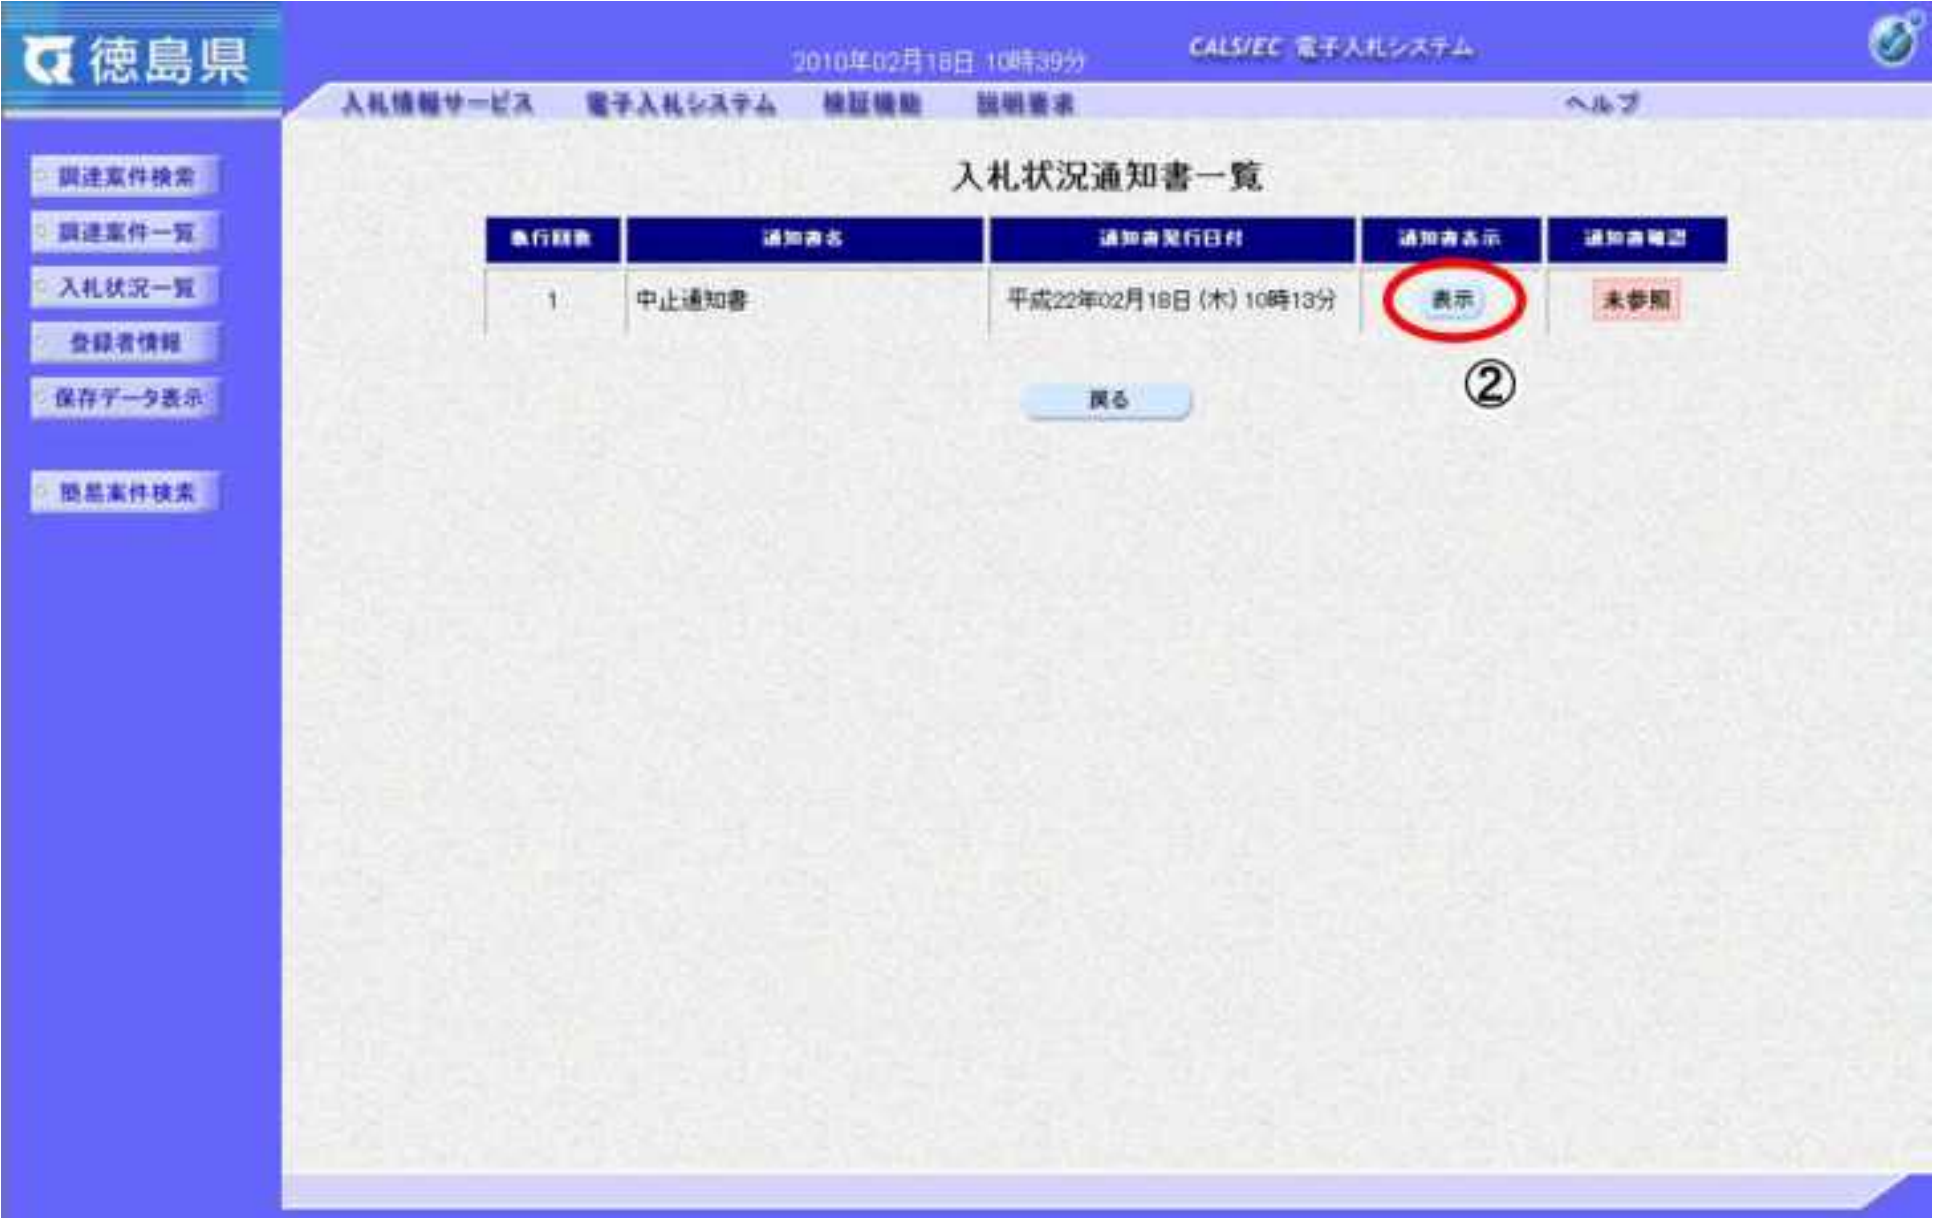 徳島県
2010年02月18日 10時39分
CALS/EC 電子入札システム
入札情報サービス 電子入札システム 検証機能 説明要求 ヘルプ
調達案件検索
調達案件一覧
入札状況一覧
登録者情報
保存データ表示
簡易案件検索
入札状況通知書一覧
執行回数 通知書名 通知書発行日付 通知書表示 通知書確認
1 中止通知書 平成22年02月18日(木)10時13分 表示 未参照
②
戻る